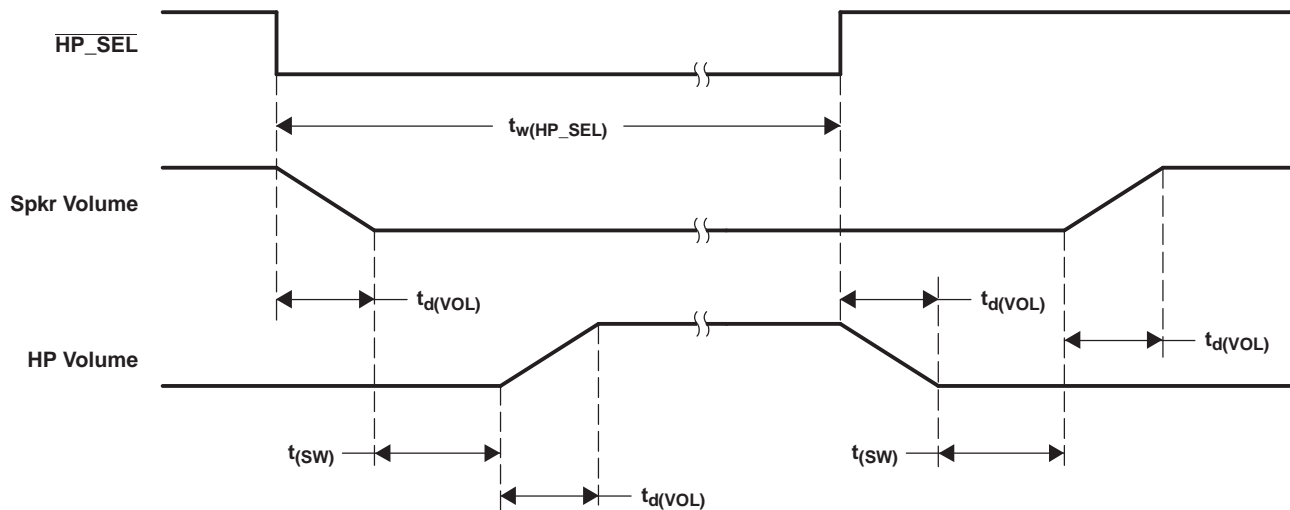 HP_SEL
tw(HP_SEL)
Spkr Volume
td(VOL)
td(VOL)
td(VOL)
HP Volume
t(SW)
t(SW)
td(VOL)